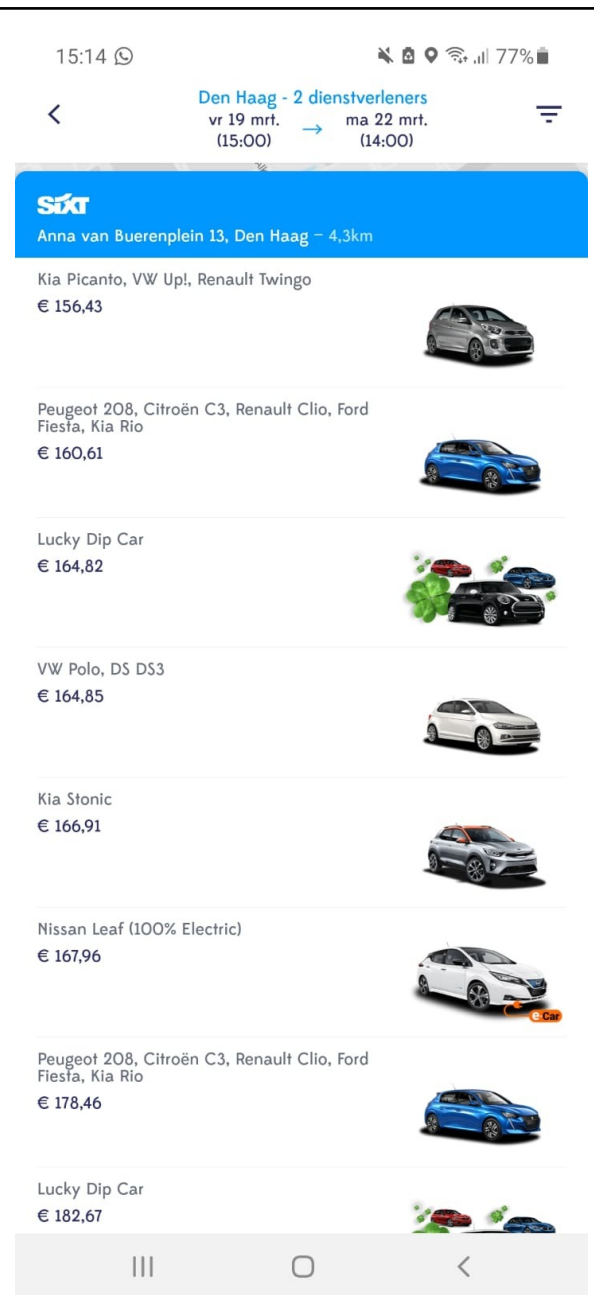 15:14 77%
Den Haag - 2 dienstverleners
vr 19 mrt. → ma 22 mrt.
(15:00) (14:00)
SIXT
Anna van Buerenplein 13, Den Haag – 4,3km
Kia Picanto, VW Up!, Renault Twingo
€ 156,43
Peugeot 208, Citroën C3, Renault Clio, Ford
Fiesta, Kia Rio
€ 160,61
Lucky Dip Car
€ 164,82
VW Polo, DS DS3
€ 164,85
Kia Stonic
€ 166,91
Nissan Leaf (100% Electric)
€ 167,96
e-Car
Peugeot 208, Citroën C3, Renault Clio, Ford
Fiesta, Kia Rio
€ 178,46
Lucky Dip Car
€ 182,67